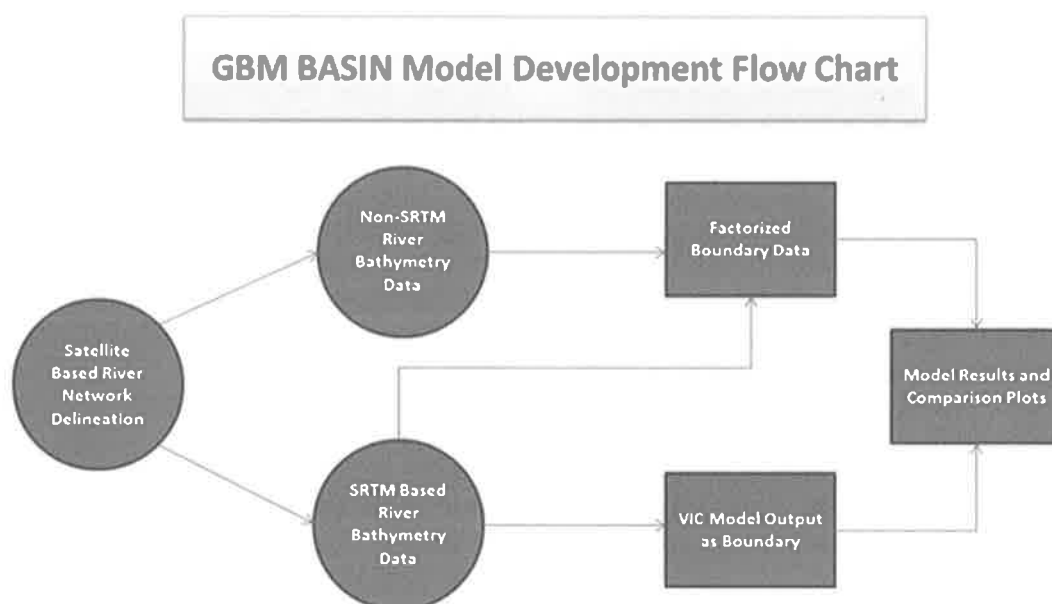 GBM BASIN Model Development Flow Chart
Non-SRTM
River
Bathymetry
Data
Factorized
Boundary Data
Satellite
Based River
Network
Delineation
Model Results and
Comparison Plots
SRTM Based
River
Bathymetry
Data
VIC Model Output
as Boundary